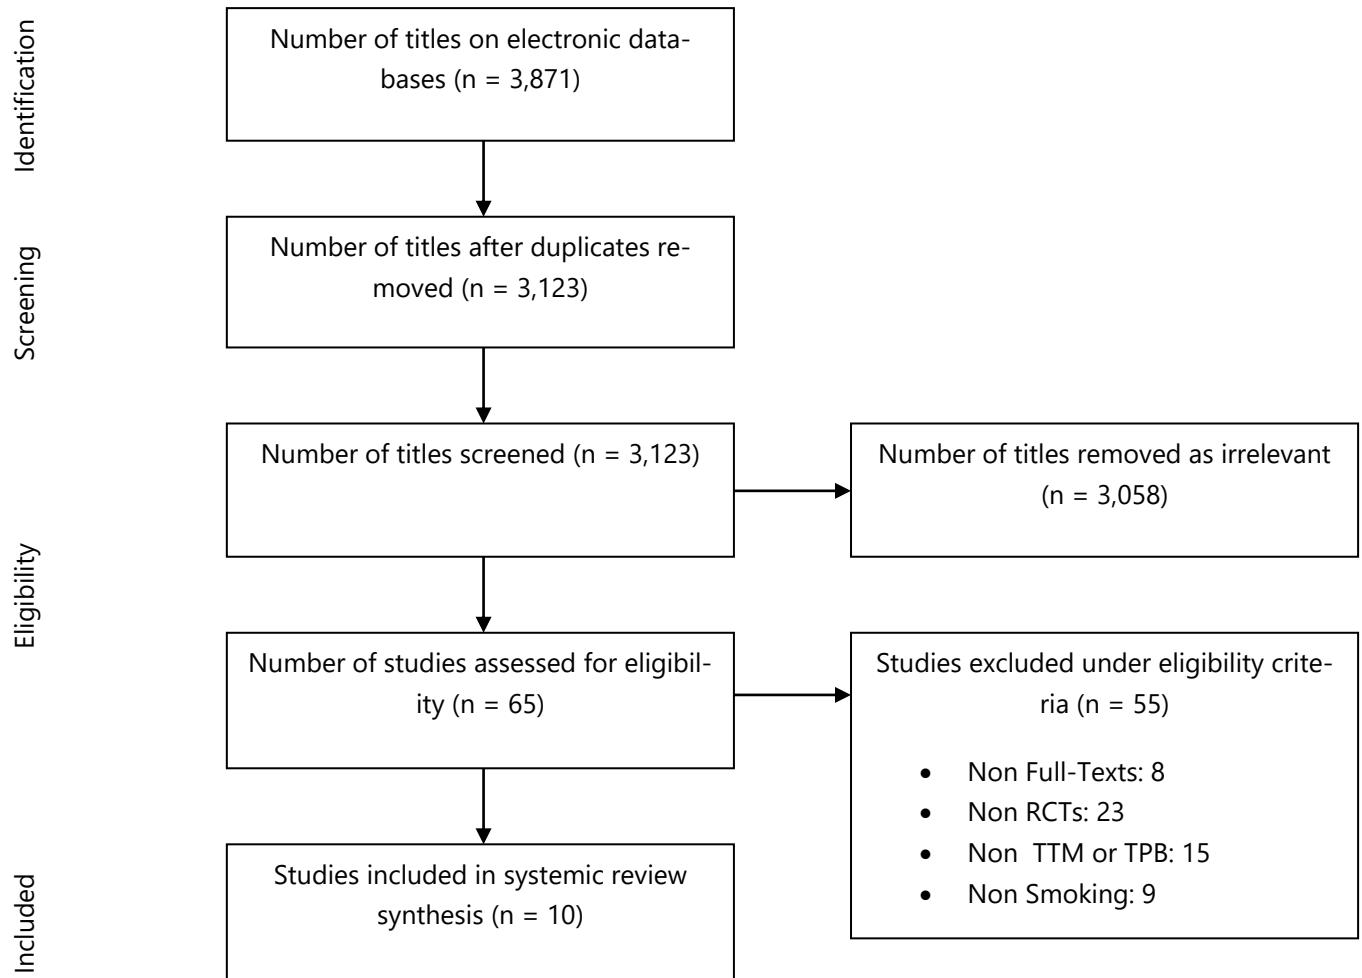 Identification
Number of titles on electronic data-
bases (n = 3,871)
Screening
Number of titles after duplicates re-
moved (n = 3,123)
Eligibility
Number of titles screened (n = 3,123)
Number of titles removed as irrelevant
(n = 3,058)
Number of studies assessed for eligibil-
ity (n = 65)
Studies excluded under eligibility crite-
ria (n = 55)
• Non Full-Texts: 8
• Non RCTs: 23
• Non  TTM or TPB: 15
• Non Smoking: 9
Included
Studies included in systemic review
synthesis (n = 10)